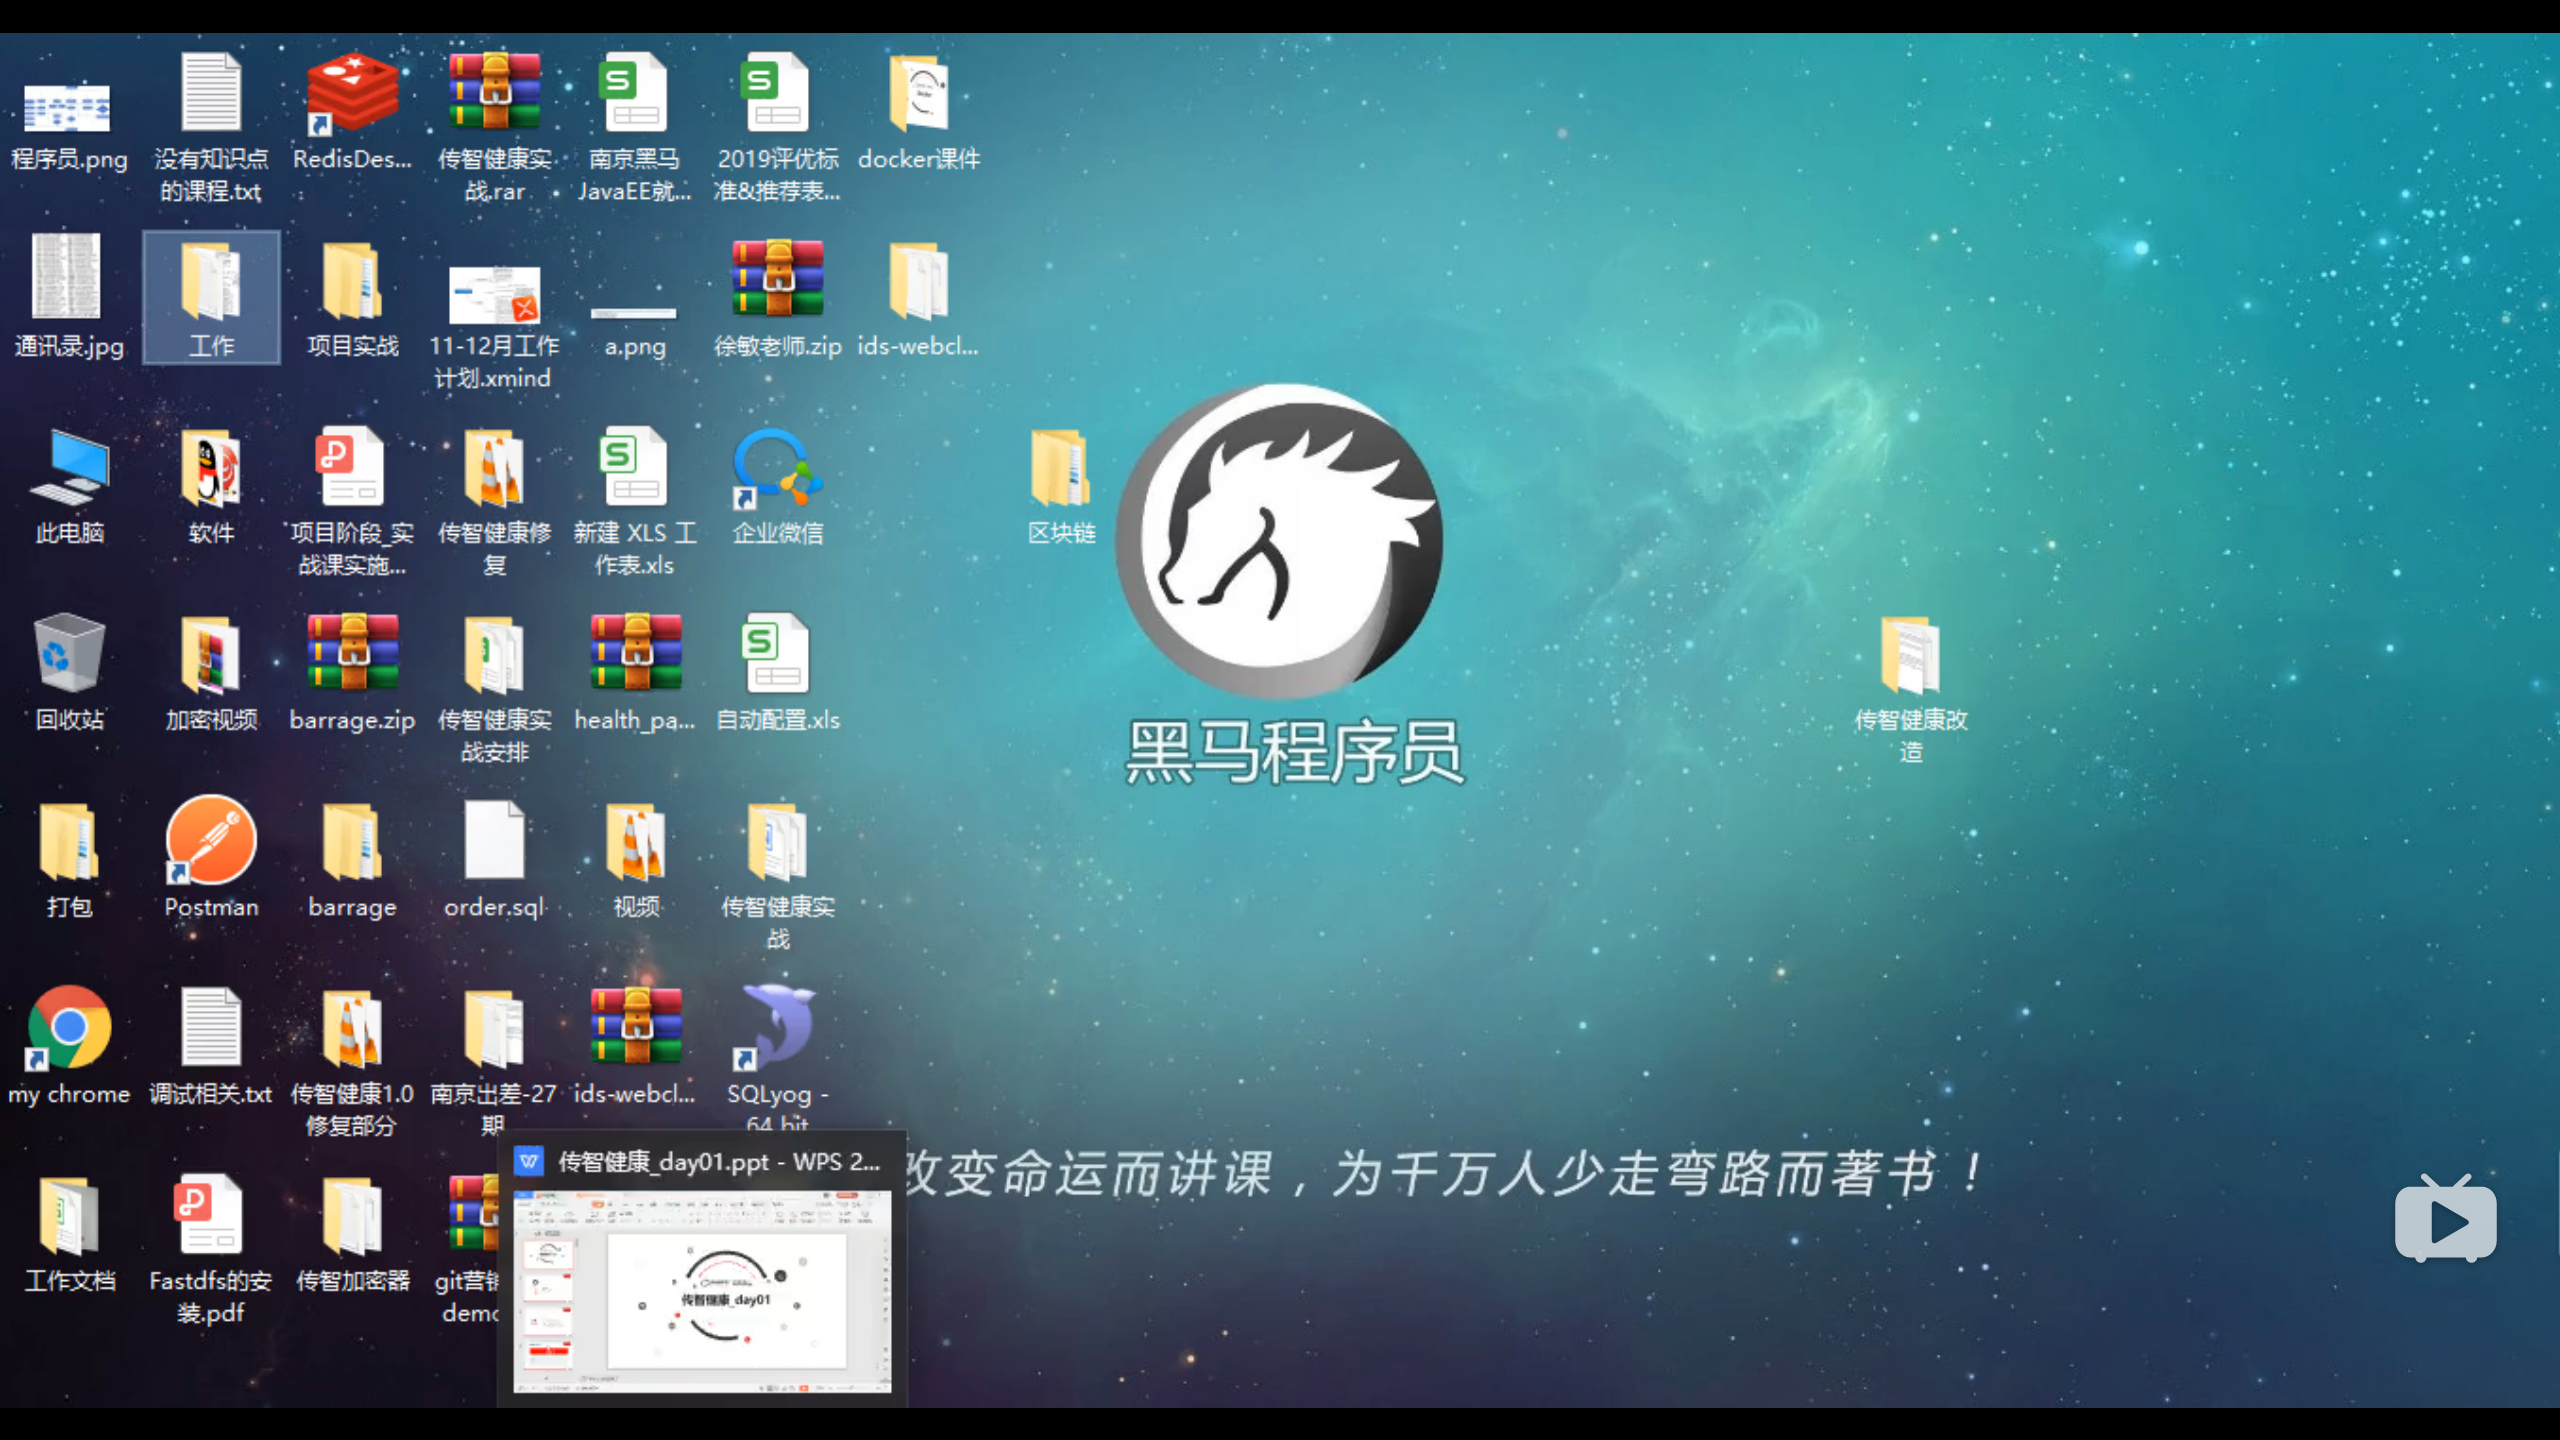 程序员.png
没有知识点
的课程.txt
RedisDes...
传智健康实
战.rar
南京黑马
JavaEE就...
2019评优标
准&推荐表...
docker课件
通讯录.jpg
工作
项目实战
11-12月工作
计划.xmind
a.png
徐敏老师.zip
ids-webcl...
此电脑
软件
项目阶段_实
战课实施...
传智健康修
复
新建 XLS 工
作表.xls
企业微信
区块链
回收站
加密视频
barrage.zip
传智健康实
战安排
health_pa...
自动配置.xls
黑马程序员
传智健康改
造
打包
Postman
barrage
order.sql
视频
传智健康实
战
my chrome
调试相关.txt
传智健康1.0
修复部分
南京出差-27
期
ids-webcl...
SQLyog -
64 bit
传智健康_day01.ppt - WPS 2...
改变命运而讲课，为千万人少走弯路而著书！
传智健康_day01
工作文档
Fastdfs的安
装.pdf
传智加密器
git营销
demo